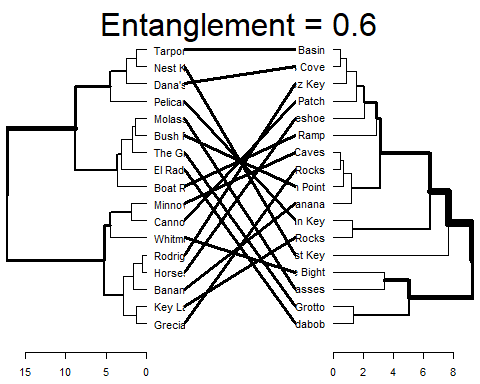 Entanglement = 0.6
Tarpor Basin
Nest K Cove
Dana's z Key
Pelica Patch
Molas eshoe
Bush Ramp
The G Caves
El Rad Rocks
Boat R n Point
Minno anana
Canno n Key
Whitm Rocks
Rodrig st Key
Horse Bight
Banan asses
Key L Grotto
Grecia dabob
15 10 5 0 0 2 4 6 8